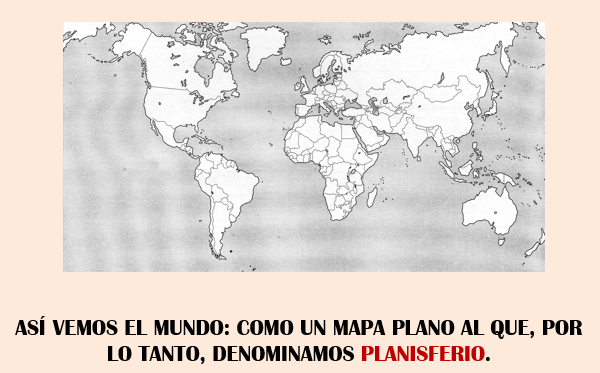 ASÍ VEMOS EL MUNDO: COMO UN MAPA PLANO AL QUE, POR
LO TANTO, DENOMINAMOS PLANISFERIO.